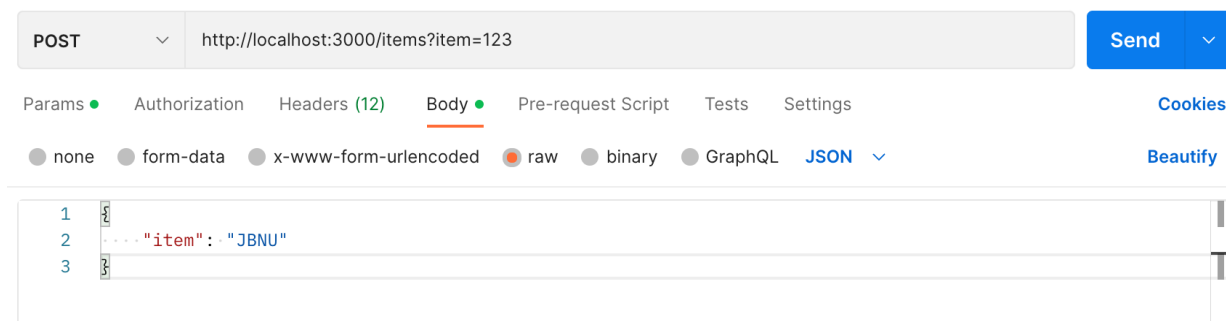 POST http://localhost:3000/items?item=123 Send
Params Authorization Headers (12) Body Pre-request Script Tests Settings Cookies
none form-data x-www-form-urlencoded raw binary GraphQL JSON Beautify
1 {
2 "item": "JBNU"
3 }